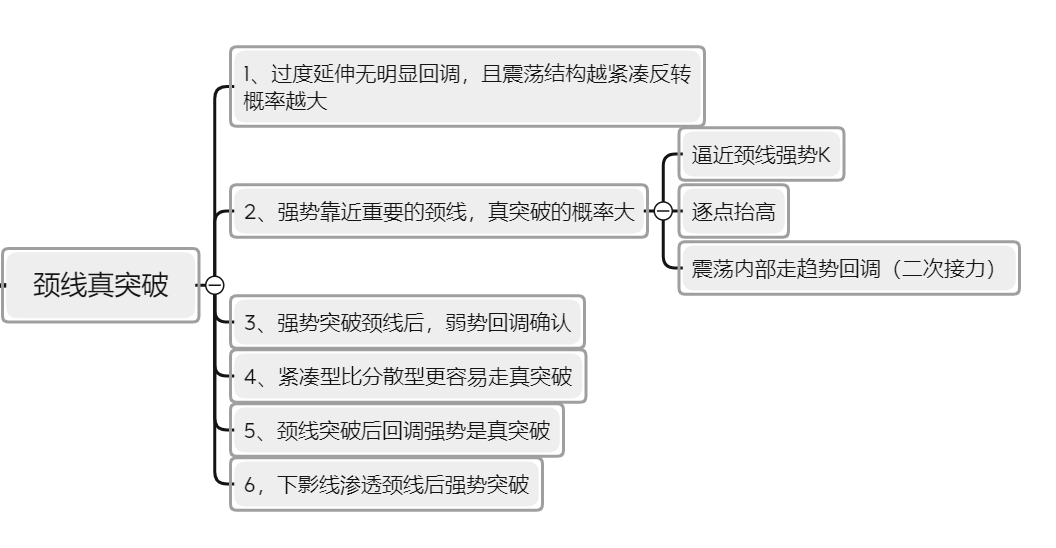 颈线真突破
1、过度延伸无明显回调，且震荡结构越紧凑反转
概率越大
2、强势靠近重要的颈线，真突破的概率大
逼近颈线强势K
逐点抬高
震荡内部走趋势回调（二次接力）
3、强势突破颈线后，弱势回调确认
4、紧凑型比分散型更容易走真突破
5、颈线突破后回调强势是真突破
6，下影线渗透颈线后强势突破